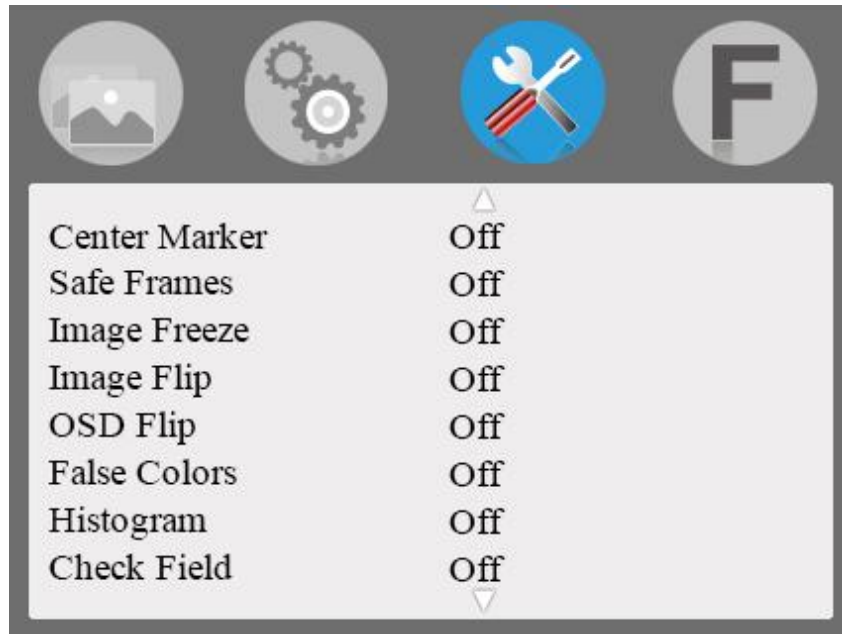 F
Center Marker Off
Safe Frames Off
Image Freeze Off
Image Flip Off
OSD Flip Off
False Colors Off
Histogram Off
Check Field Off